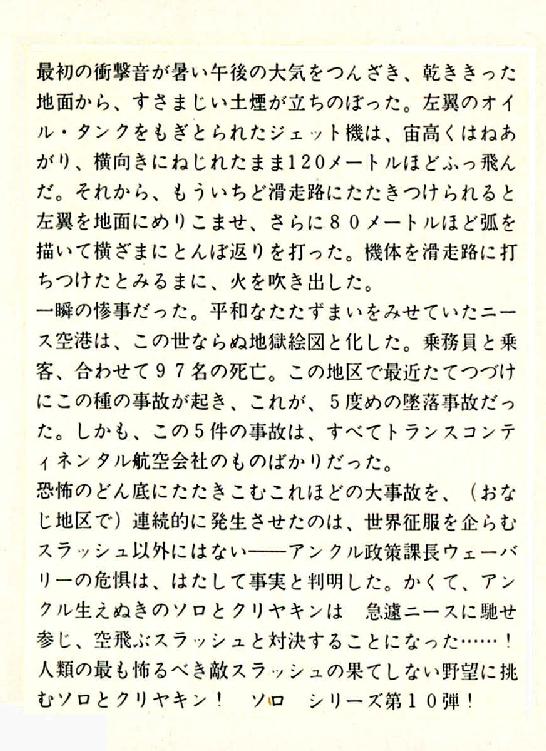 最初の衝撃音が暑い午後の大気をつんざき、乾ききった
地面から、すさまじい土煙が立ちのぼった。左翼のオイ
ル・タンクをもぎとられたジェット機は、宙高くはねあ
がり、横向きにねじれたまま120メートルほどふっ飛ん
だ。それから、もういちど滑走路にたたきつけられると
左翼を地面にめりこませ、さらに８０メートルほど弧を
描いて横ざまにとんぼ返りを打った。機体を滑走路に打
ちつけたとみるまに、火を吹き出した。
一瞬の惨事だった。平和なたたずまいをみせていたニー
ス空港は、この世ならぬ地獄絵図と化した。乗務員と乗
客、合わせて９７名の死亡。この地区で最近たてつづけ
にこの種の事故が起き、これが、５度めの墜落事故だっ
た。しかも、この５件の事故は、すべてトランスコンテ
ィネンタル航空会社のものばかりだった。
恐怖のどん底にたたきこむこれほどの大事故を、（おな
じ地区で）連続的に発生させたのは、世界征服を企らむ
スラッシュ以外にはない──アンクル政策課長ウェーバ
リーの危惧は、はたして事実と判明した。かくて、アン
クル生えぬきのソロとクリヤキンは　急遽ニースに馳せ
参じ、空飛ぶスラッシュと対決することになった……！
人類の最も怖るべき敵スラッシュの果てしない野望に挑
むソロとクリヤキン！　ソロ　シリーズ第１０弾！